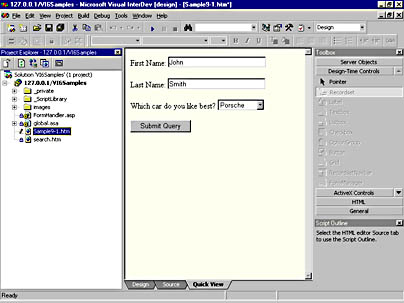 127.0.0.1/VI6Samples - Microsoft Visual InterDev [design] - [Sample9-1.htm*]
File Edit View Project Build Debug Tools Window Help
Design
Project Explorer - 127.0.0.1/VI6S...
Solution 'VI6Samples' (1 project)
127.0.0.1/VI6Samples
_private
_ScriptLibrary
images
FormHandler.asp
global.asa
Sample9-1.htm
search.htm
First Name: John
Last Name: Smith
Which car do you like best? Porsche
Submit Query
Design Source Quick View
Toolbox
Server Objects
Design-Time Controls
Pointer
Recordset
Label
Textbox
Listbox
Checkbox
OptionGroup
Button
Grid
RecordsetNavBar
FormManager
ActiveX Controls
HTML
General
Script Outline
Select the HTML editor Source tab
to use the Script Outline.
Ready